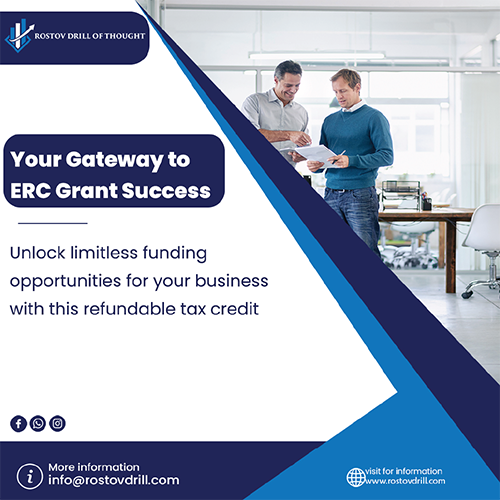 ROSTOV DRILL OF THOUGHT
Your Gateway to
ERC Grant Success
Unlock limitless funding
opportunities for your business
with this refundable tax credit
More information
info@rostovdrill.com
visit for information
www.rostovdrill.com